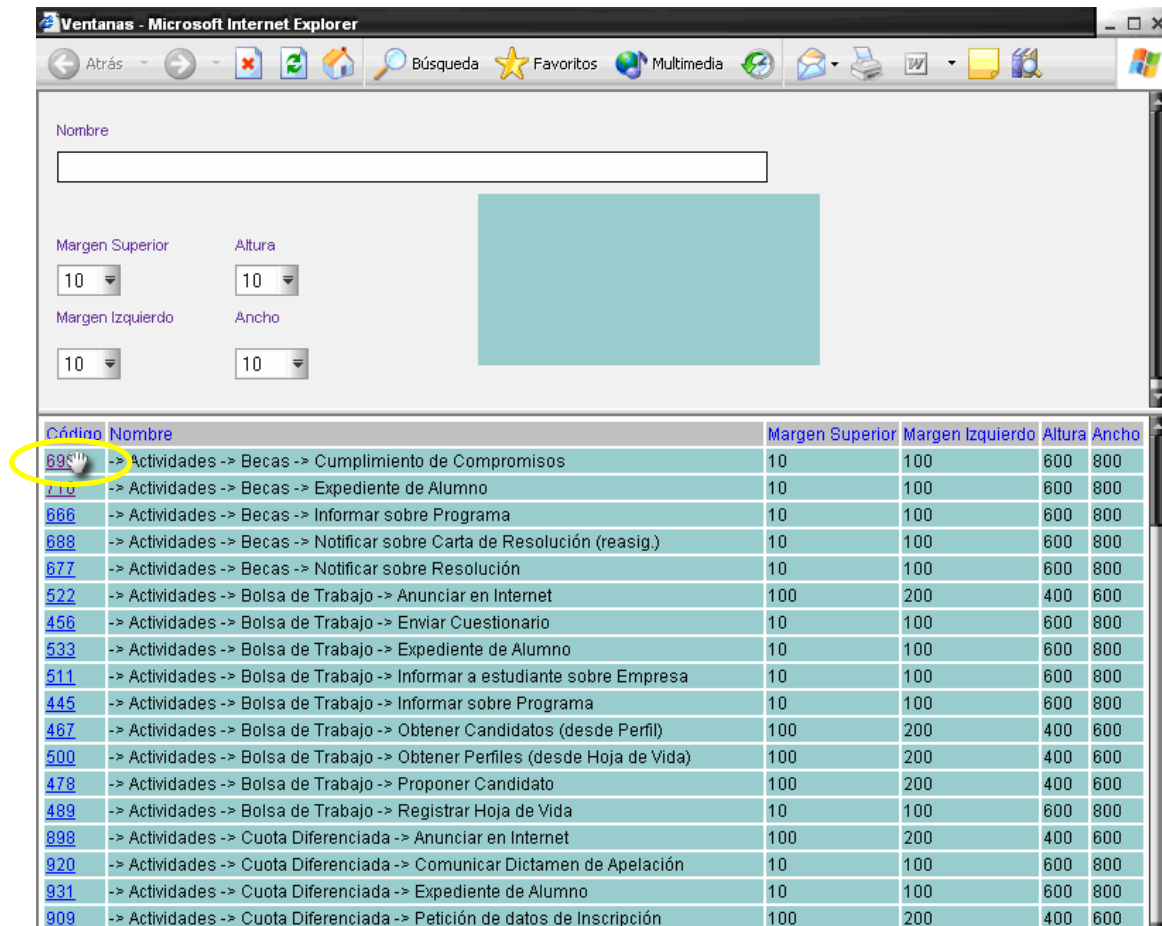 Ventanas - Microsoft Internet Explorer
Atrás Búsqueda Favoritos Multimedia
Nombre
Margen Superior Altura
10 10
Margen Izquierdo Ancho
10 10
Código Nombre Margen Superior Margen Izquierdo Altura Ancho
-> Actividades -> Becas -> Cumplimiento de Compromisos 10 100 600 800
-> Actividades -> Becas -> Expediente de Alumno 10 100 600 800
666 -> Actividades -> Becas -> Informar sobre Programa 10 100 600 800
688 -> Actividades -> Becas -> Notificar sobre Carta de Resolución (reasig.) 10 100 600 800
677 -> Actividades -> Becas -> Notificar sobre Resolución 10 100 600 800
522 -> Actividades -> Bolsa de Trabajo -> Anunciar en Internet 100 200 400 600
456 -> Actividades -> Bolsa de Trabajo -> Enviar Cuestionario 10 100 600 800
533 -> Actividades -> Bolsa de Trabajo -> Expediente de Alumno 10 100 600 800
511 -> Actividades -> Bolsa de Trabajo -> Informar a estudiante sobre Empresa 10 100 600 800
445 -> Actividades -> Bolsa de Trabajo -> Informar sobre Programa 10 100 600 800
467 -> Actividades -> Bolsa de Trabajo -> Obtener Candidatos (desde Perfil) 100 200 400 600
500 -> Actividades -> Bolsa de Trabajo -> Obtener Perfiles (desde Hoja de Vida) 100 200 400 600
478 -> Actividades -> Bolsa de Trabajo -> Proponer Candidato 100 200 400 600
489 -> Actividades -> Bolsa de Trabajo -> Registrar Hoja de Vida 10 100 600 800
898 -> Actividades -> Cuota Diferenciada -> Anunciar en Internet 100 200 400 600
920 -> Actividades -> Cuota Diferenciada -> Comunicar Dictamen de Apelación 10 100 600 800
931 -> Actividades -> Cuota Diferenciada -> Expediente de Alumno 10 100 600 800
909 -> Actividades -> Cuota Diferenciada -> Petición de datos de Inscripción 100 200 400 600